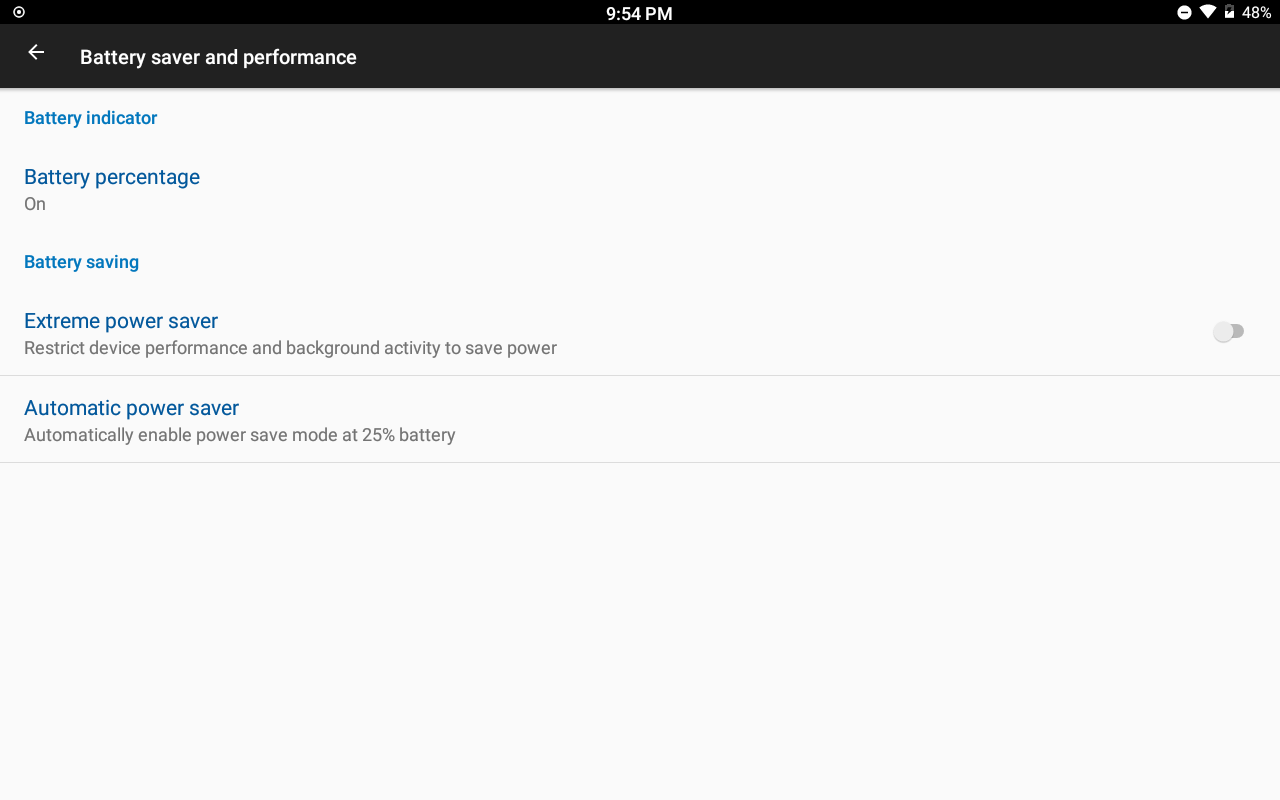 9:54 PM
48%
Battery saver and performance
Battery indicator
Battery percentage
On
Battery saving
Extreme power saver
Restrict device performance and background activity to save power
Automatic power saver
Automatically enable power save mode at 25% battery